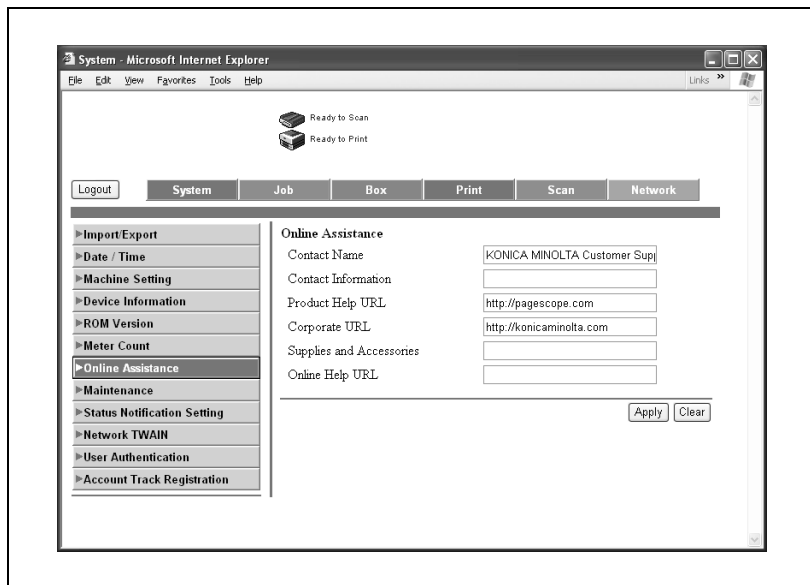 System - Microsoft Internet Explorer
File Edit View Favorites Tools Help
Links »
Ready to Scan
Ready to Print
Logout
System Job Box Print Scan Network
Import/Export
Date / Time
Machine Setting
Device Information
ROM Version
Meter Count
Online Assistance
Maintenance
Status Notification Setting
Network TWAIN
User Authentication
Account Track Registration
Online Assistance
Contact Name KONICA MINOLTA Customer Supp
Contact Information
Product Help URL http://pagescope.com
Corporate URL http://konicaminolta.com
Supplies and Accessories
Online Help URL
Apply Clear